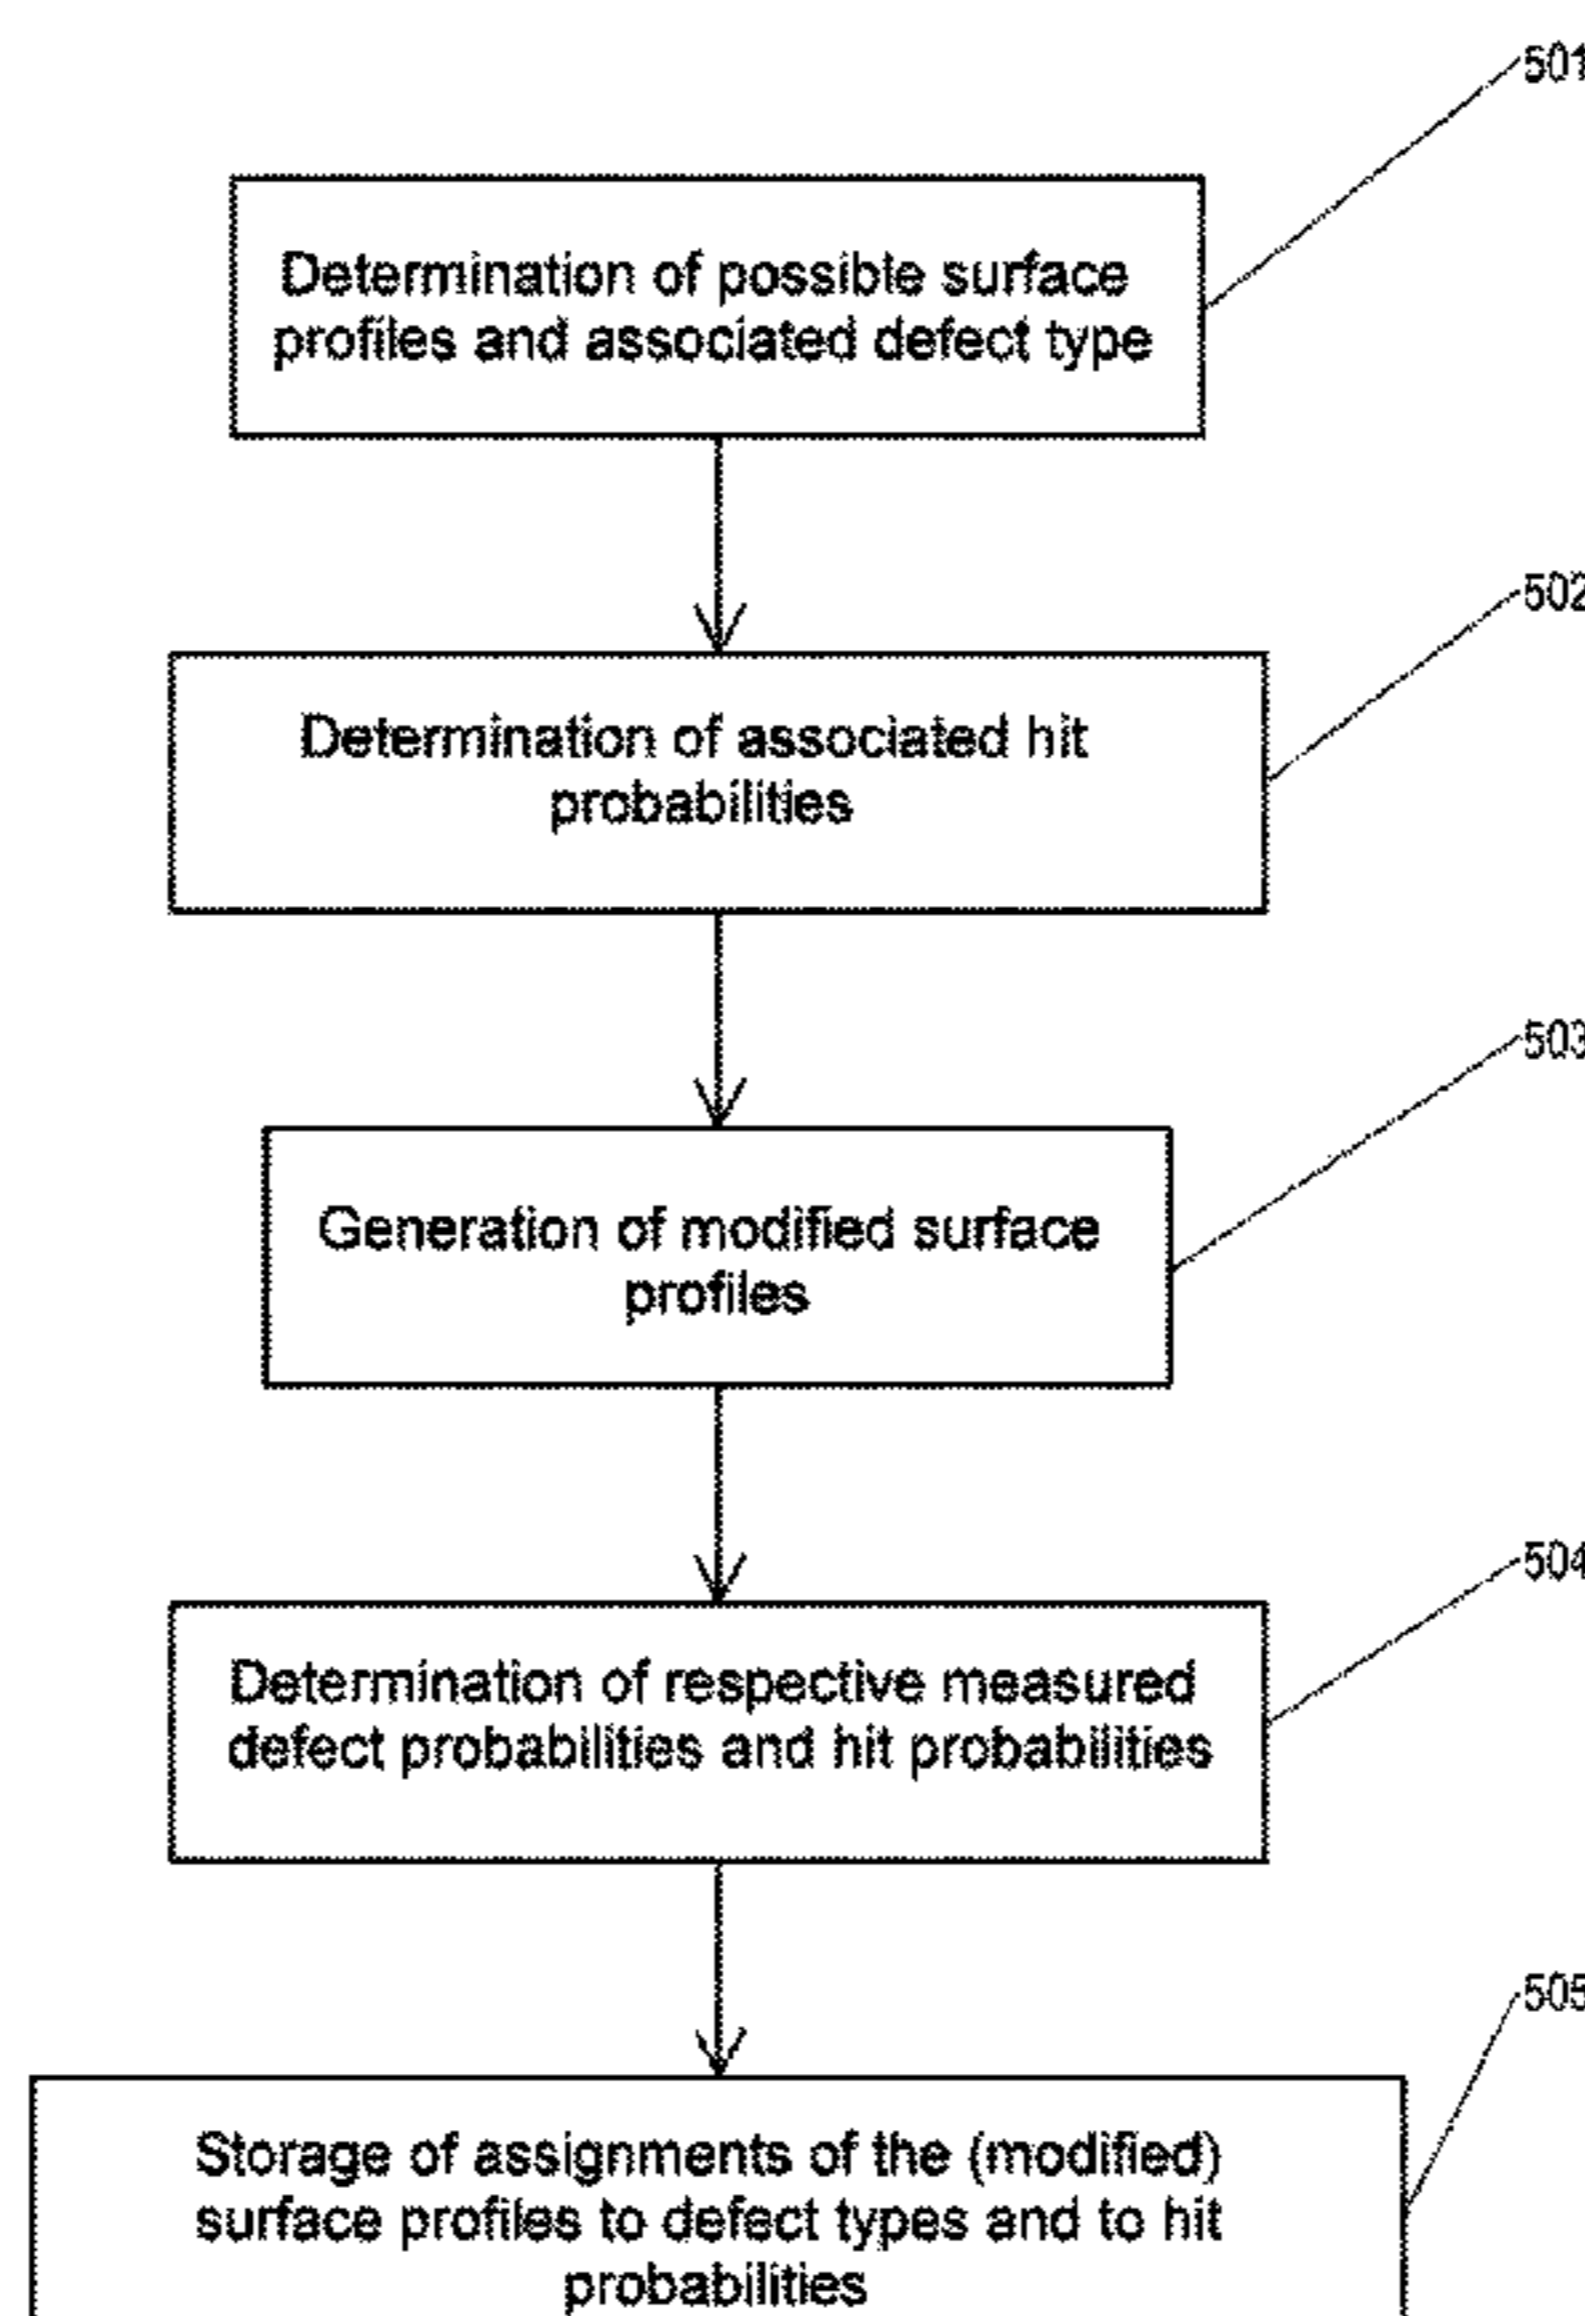 501
Determination of possible surface
profiles and associated defect type
502
Determination of associated hit
probabilities
503
Generation of modified surface
profiles
504
Determination of respective measured
defect probabilities and hit probabilities
505
Storage of assignments of the (modified)
surface profiles to defect types and to hit
probabilities